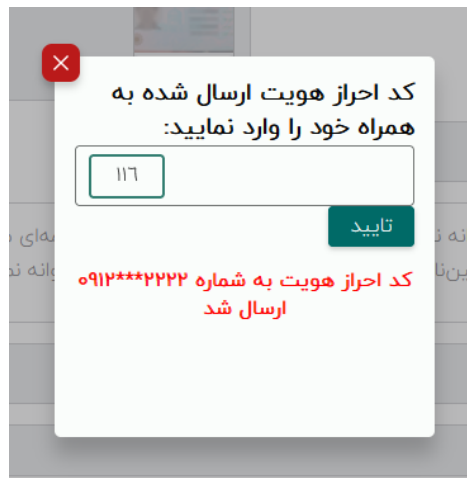 کد احراز هویت ارسال شده به
همراه خود را وارد نمایید:
۱۱٦
تایید
کد احراز هویت به شماره ۰۹۱۲***۲۲۲۲
ارسال شد